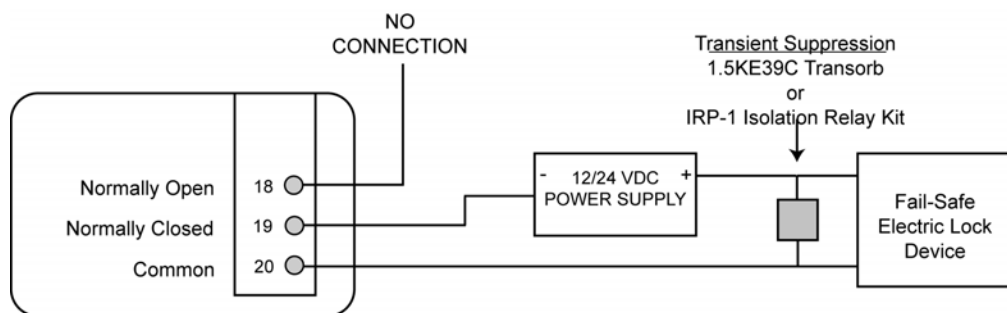 NO
CONNECTION
Transient Suppression
1.5KE39C Transorb
or
IRP-1 Isolation Relay Kit
Normally Open 18
Normally Closed 19
Common 20
- 12/24 VDC +
POWER SUPPLY
Fail-Safe
Electric Lock
Device